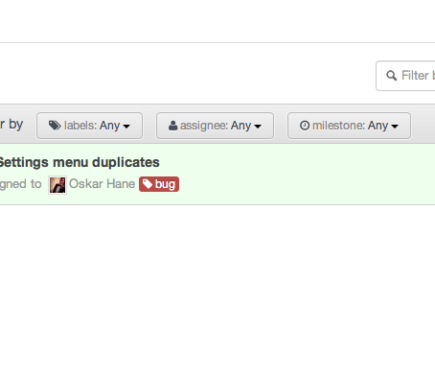 Filter b
r by labels: Any assignee: Any milestone: Any
Settings menu duplicates
gned to Oskar Hane bug